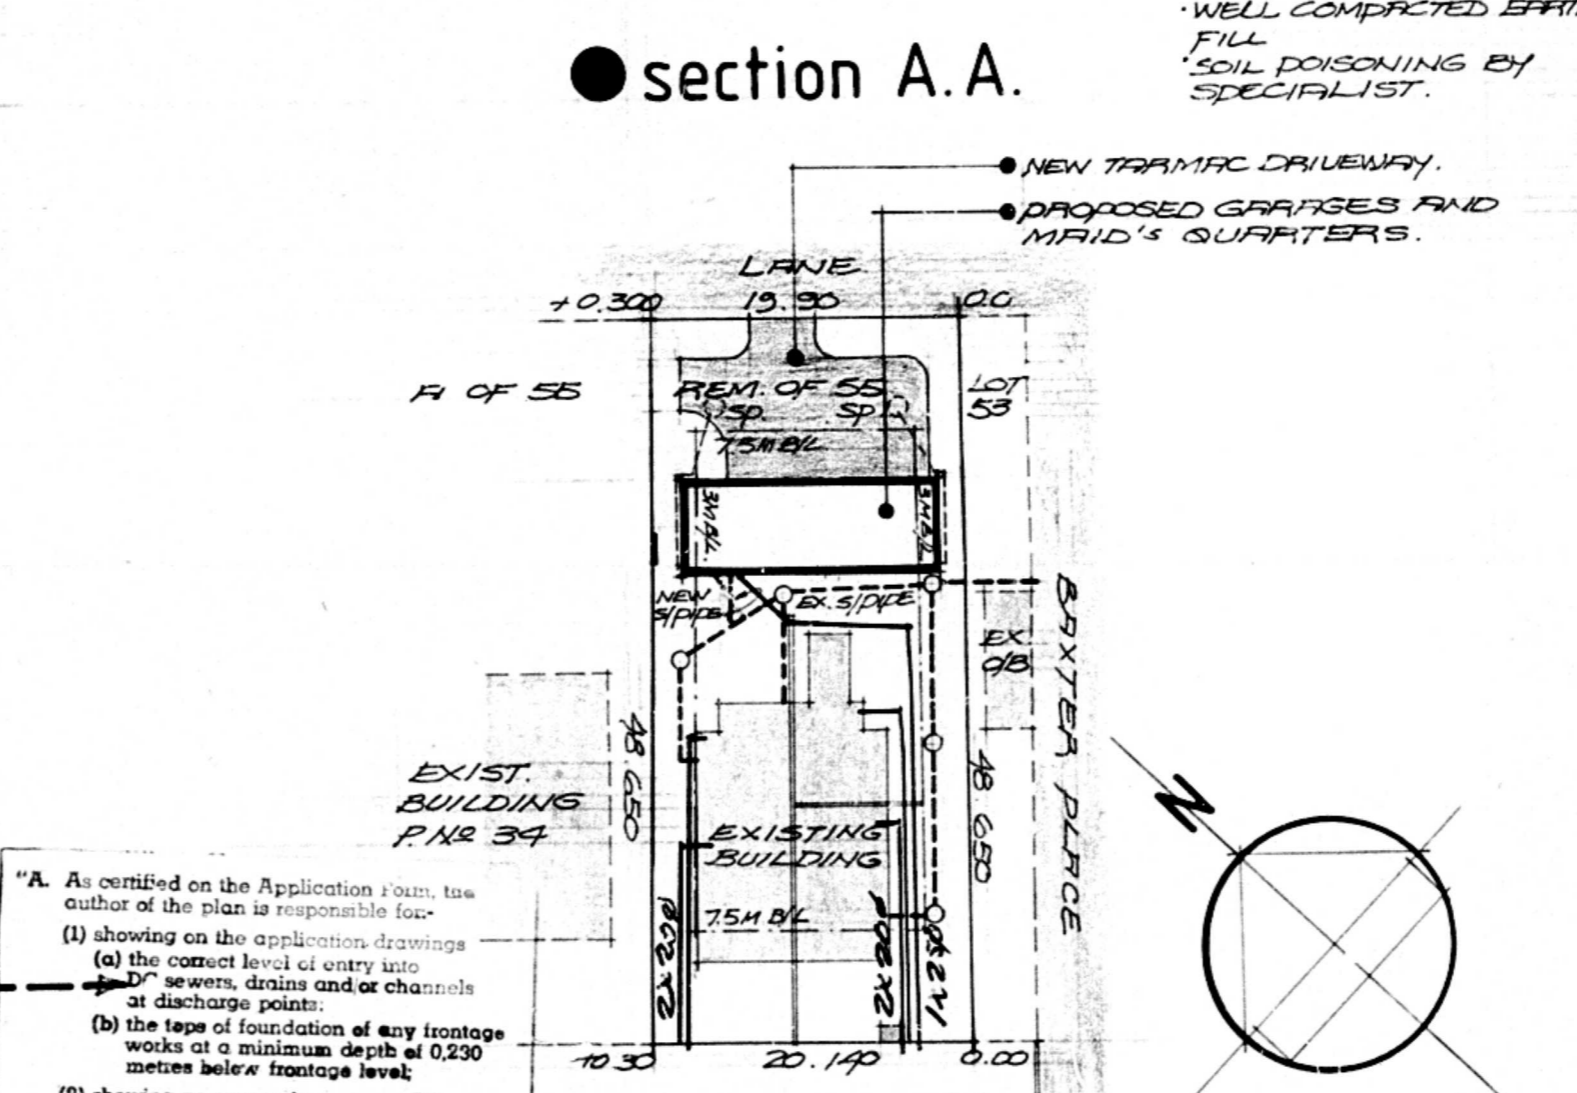 · WELL COMPACTED
FILL
· SOIL POISONING BY
SPECIALIST.
section A.A.
NEW TARMAC DRIVEWAY.
PROPOSED GARAGES AND
MAID'S QUARTERS.
LANE
+0.300 19.90 0.0
A OF 55
REM. OF 55
LOT
53
SP. SP
7.5M B/L
3M B/L.
3M B/L
NEW
S/PIPE
EX. S/PIPE
EX.
O/B
BAXTER PLACE
48.650
48.650
N
EXIST.
BUILDING
P. Nº 34
EXISTING
BUILDING
7.5M B/L
+0.30 20.140 0.00
"A. As certified on the Application Form, the
author of the plan is responsible for:-
(1) showing on the application drawings
(a) the correct level of entry into
DC sewers, drains and/or channels
at discharge points;
(b) the tops of foundation of any frontage
works at a minimum depth of 0,230
metres below frontage level;